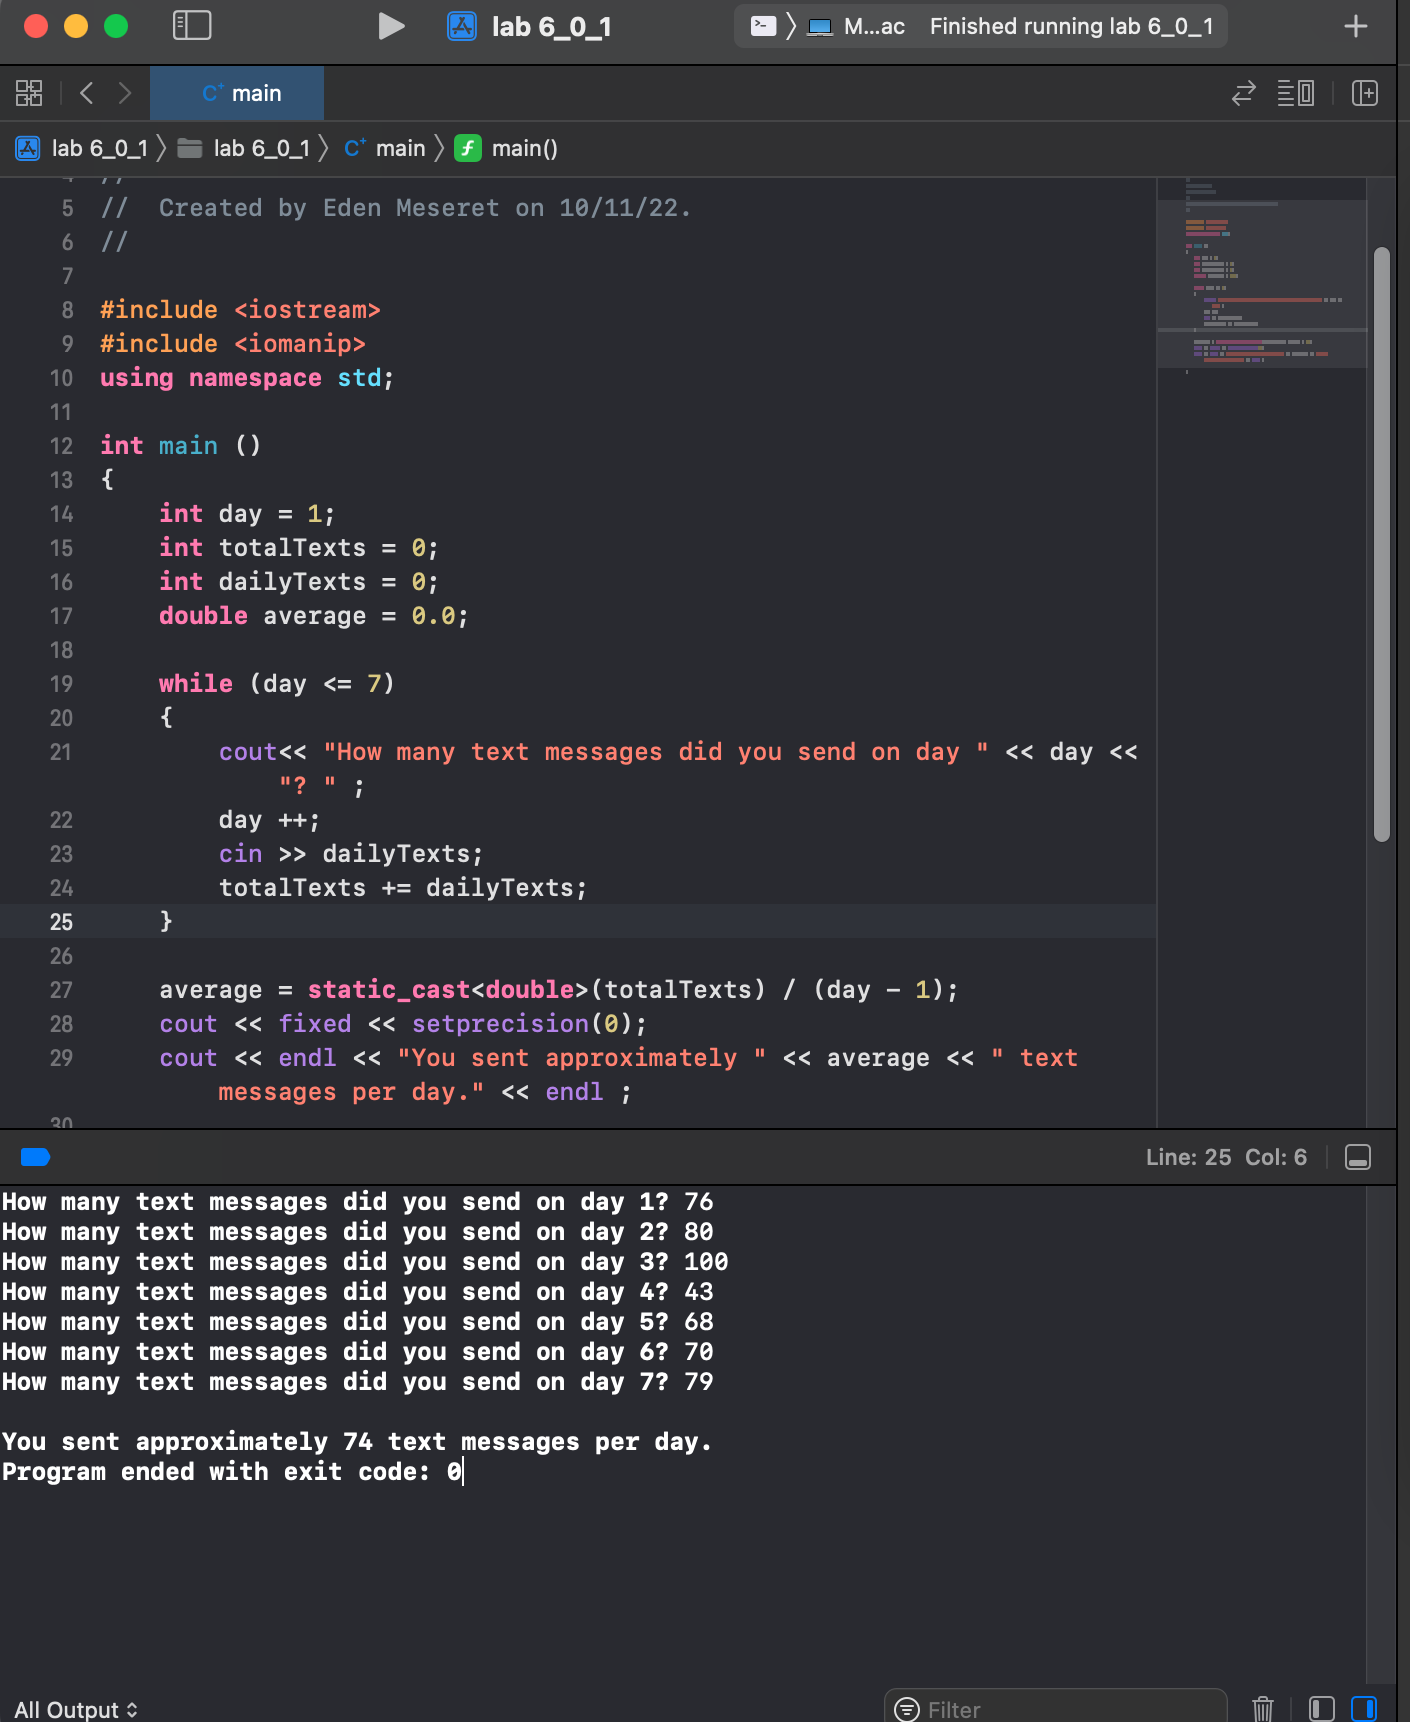 lab 6_0_1
M...ac Finished running lab 6_0_1
main
lab 6_0_1 lab 6_0_1 main main()
4 //
5 //  Created by Eden Meseret on 10/11/22.
6 //
7
8 #include <iostream>
9 #include <iomanip>
10 using namespace std;
11
12 int main ()
13 {
14     int day = 1;
15     int totalTexts = 0;
16     int dailyTexts = 0;
17     double average = 0.0;
18
19     while (day <= 7)
20     {
21         cout<< "How many text messages did you send on day " << day <<
            "? " ;
22         day ++;
23         cin >> dailyTexts;
24         totalTexts += dailyTexts;
25     }
26
27     average = static_cast<double>(totalTexts) / (day - 1);
28     cout << fixed << setprecision(0);
29     cout << endl << "You sent approximately " << average << " text
        messages per day." << endl ;
30
Line: 25 Col: 6
How many text messages did you send on day 1? 76
How many text messages did you send on day 2? 80
How many text messages did you send on day 3? 100
How many text messages did you send on day 4? 43
How many text messages did you send on day 5? 68
How many text messages did you send on day 6? 70
How many text messages did you send on day 7? 79
You sent approximately 74 text messages per day.
Program ended with exit code: 0
All Output
Filter